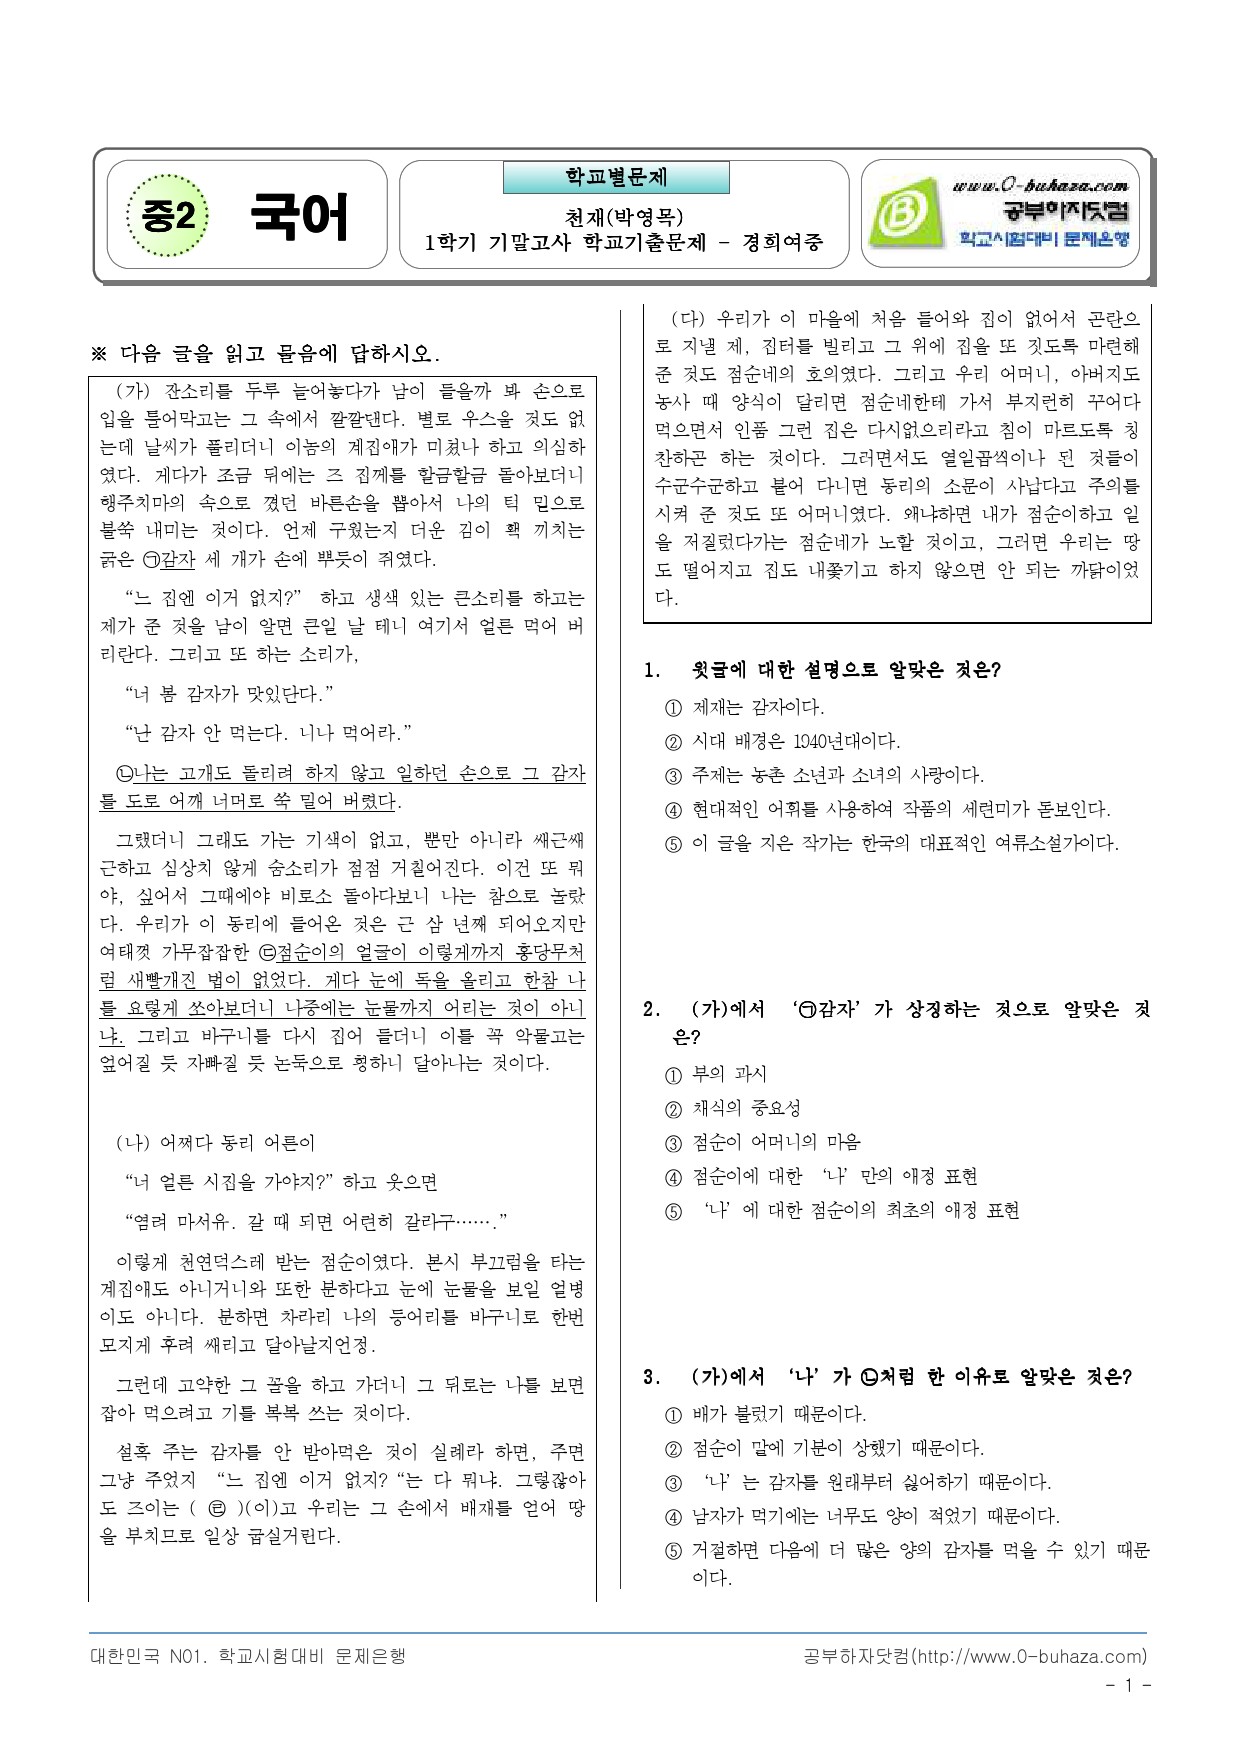 중2 국어
학교별문제
천재(박영목)
1학기 기말고사 학교기출문제 - 경희여중
www.0-buhaza.com
공부하자닷컴
학교시험대비 문제은행
※ 다음 글을 읽고 물음에 답하시오.
(가) 잔소리를 두루 늘어놓다가 남이 들을까 봐 손으로
입을 틀어막고는 그 속에서 깔깔댄다. 별로 우스울 것도 없
는데 날씨가 풀리더니 이놈의 계집애가 미쳤나 하고 의심하
였다. 게다가 조금 뒤에는 즈 집께를 할금할금 돌아보더니
행주치마의 속으로 꼈던 바른손을 뽑아서 나의 턱 밑으로
불쑥 내미는 것이다. 언제 구웠는지 더운 김이 홱 끼치는
굵은 ㉠감자 세 개가 손에 뿌듯이 쥐였다.
“느 집엔 이거 없지?” 하고 생색 있는 큰소리를 하고는
제가 준 것을 남이 알면 큰일 날 테니 여기서 얼른 먹어 버
리란다. 그리고 또 하는 소리가,
“너 봄 감자가 맛있단다.”
“난 감자 안 먹는다. 니나 먹어라.”
㉡나는 고개도 돌리려 하지 않고 일하던 손으로 그 감자
를 도로 어깨 너머로 쑥 밀어 버렸다.
그랬더니 그래도 가는 기색이 없고, 뿐만 아니라 쌔근쌔
근하고 심상치 않게 숨소리가 점점 거칠어진다. 이건 또 뭐
야, 싶어서 그때에야 비로소 돌아다보니 나는 참으로 놀랐
다. 우리가 이 동리에 들어온 것은 근 삼 년째 되어오지만
여태껏 가무잡잡한 ㉢점순이의 얼굴이 이렇게까지 홍당무처
럼 새빨개진 법이 없었다. 게다 눈에 독을 올리고 한참 나
를 요렇게 쏘아보더니 나중에는 눈물까지 어리는 것이 아니
냐. 그리고 바구니를 다시 집어 들더니 이를 꼭 악물고는
엎어질 듯 자빠질 듯 논둑으로 횡하니 달아나는 것이다.
(나) 어쩌다 동리 어른이
“너 얼른 시집을 가야지?”하고 웃으면
“염려 마서유. 갈 때 되면 어련히 갈라구…….”
이렇게 천연덕스레 받는 점순이였다. 본시 부끄럼을 타는
계집애도 아니거니와 또한 분하다고 눈에 눈물을 보일 얼병
이도 아니다. 분하면 차라리 나의 등어리를 바구니로 한번
모지게 후려 쌔리고 달아날지언정.
그런데 고약한 그 꼴을 하고 가더니 그 뒤로는 나를 보면
잡아 먹으려고 기를 복복 쓰는 것이다.
설혹 주는 감자를 안 받아먹은 것이 실례라 하면, 주면
그냥 주었지 “느 집엔 이거 없지? “는 다 뭐냐. 그렇잖아
도 즈이는 ( ㉣ )(이)고 우리는 그 손에서 배재를 얻어 땅
을 부치므로 일상 굽실거린다.
(다) 우리가 이 마을에 처음 들어와 집이 없어서 곤란으
로 지낼 제, 집터를 빌리고 그 위에 집을 또 짓도록 마련해
준 것도 점순네의 호의였다. 그리고 우리 어머니, 아버지도
농사 때 양식이 달리면 점순네한테 가서 부지런히 꾸어다
먹으면서 인품 그런 집은 다시없으리라고 침이 마르도록 칭
찬하곤 하는 것이다. 그러면서도 열일곱씩이나 된 것들이
수군수군하고 붙어 다니면 동리의 소문이 사납다고 주의를
시켜 준 것도 또 어머니였다. 왜냐하면 내가 점순이하고 일
을 저질렀다가는 점순네가 노할 것이고, 그러면 우리는 땅
도 떨어지고 집도 내쫓기고 하지 않으면 안 되는 까닭이었
다.
1. 윗글에 대한 설명으로 알맞은 것은?
① 제재는 감자이다.
② 시대 배경은 1940년대이다.
③ 주제는 농촌 소년과 소녀의 사랑이다.
④ 현대적인 어휘를 사용하여 작품의 세련미가 돋보인다.
⑤ 이 글을 지은 작가는 한국의 대표적인 여류소설가이다.
2. (가)에서 ‘㉠감자’가 상징하는 것으로 알맞은 것
은?
① 부의 과시
② 채식의 중요성
③ 점순이 어머니의 마음
④ 점순이에 대한 ‘나’만의 애정 표현
⑤ ‘나’에 대한 점순이의 최초의 애정 표현
3. (가)에서 ‘나’가 ㉡처럼 한 이유로 알맞은 것은?
① 배가 불렀기 때문이다.
② 점순이 말에 기분이 상했기 때문이다.
③ ‘나’는 감자를 원래부터 싫어하기 때문이다.
④ 남자가 먹기에는 너무도 양이 적었기 때문이다.
⑤ 거절하면 다음에 더 많은 양의 감자를 먹을 수 있기 때문
이다.
대한민국 N01. 학교시험대비 문제은행
공부하자닷컴(http://www.0-buhaza.com)
- 1 -